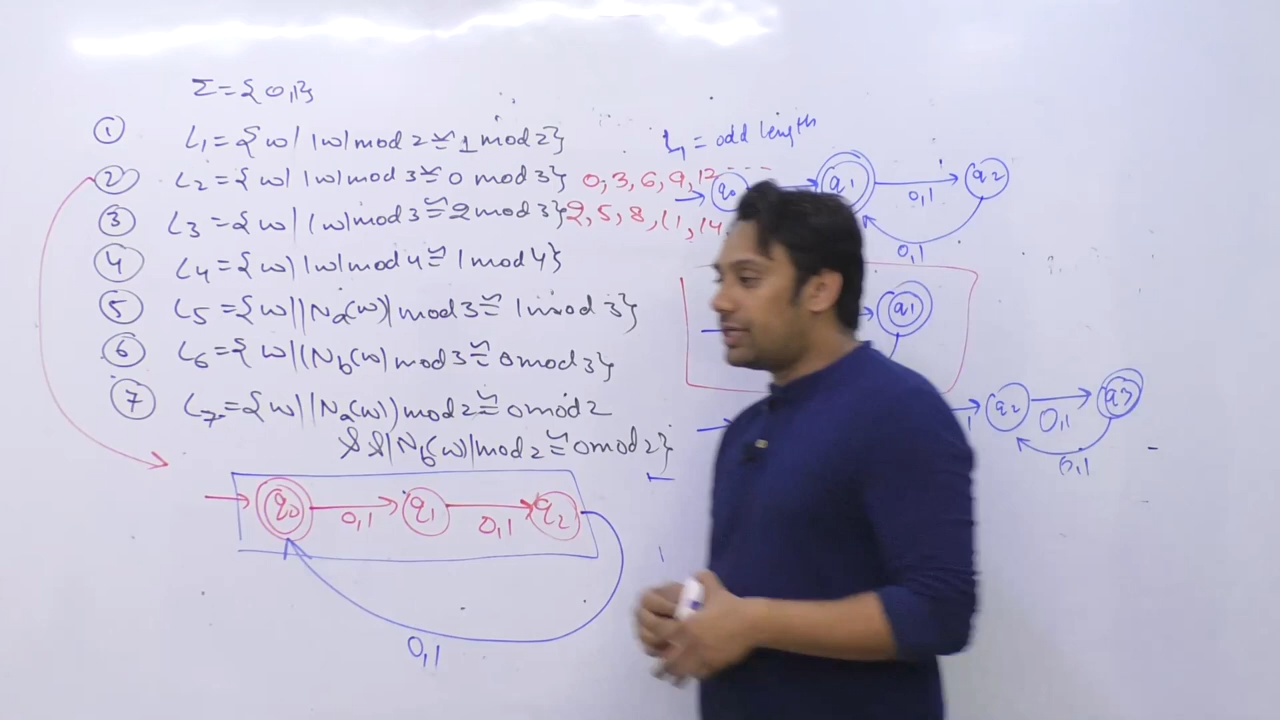 Σ={0,1}
① L₁={w| |w| mod 2 ≅ 1 mod 2}
L₁ = odd length
② L₂={w| |w| mod 3 ≅ 0 mod 3} 0, 3, 6, 9, 12 ----
③ L₃={w| |w| mod 3 ≅ 2 mod 3} 2, 5, 8, 11, 14,
④ L₄={w| |w| mod 4 ≅ 1 mod 4}
⑤ L₅={w| |Na(w)| mod 3 ≅ 1 mod 3}
⑥ L₆={w| |Nb(w)| mod 3 ≅ 0 mod 3}
⑦ L₇={w| |Na(w)| mod 2 ≅ 0 mod 2
&&|Nb(w)| mod 2 ≅ 0 mod 2}
q0 q1 0,1 q2
0,1
q1
q2 0,1 q3
0,1
q0 0,1 q1 0,1 q2
0,1